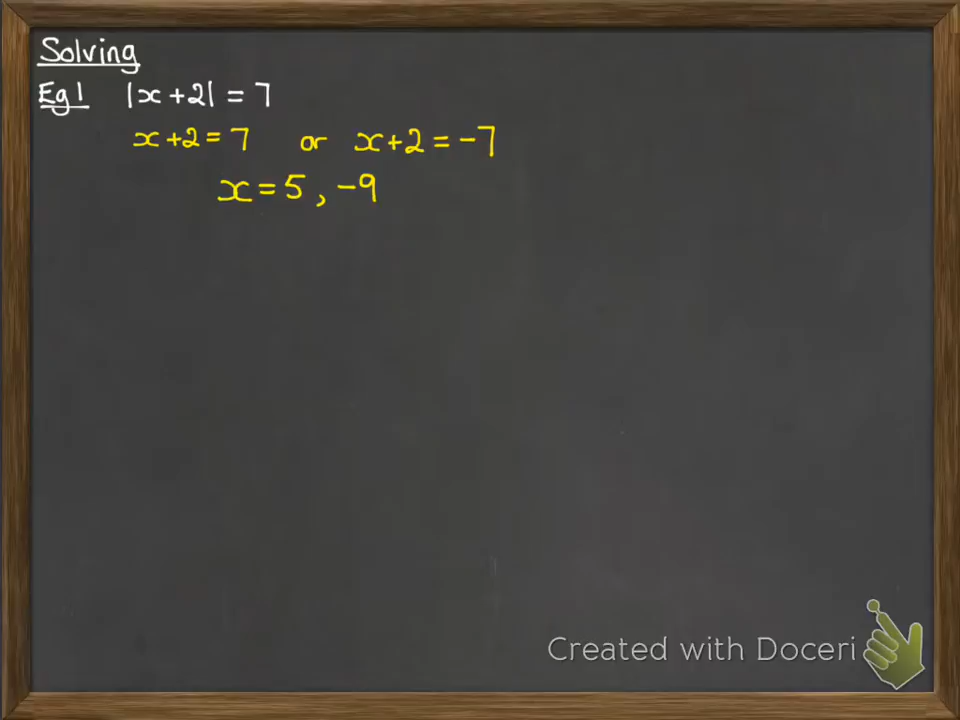 Solving
Eg 1 |x+2| = 7
x+2 = 7 or x+2 = -7
x = 5, -9
Created with Doceri